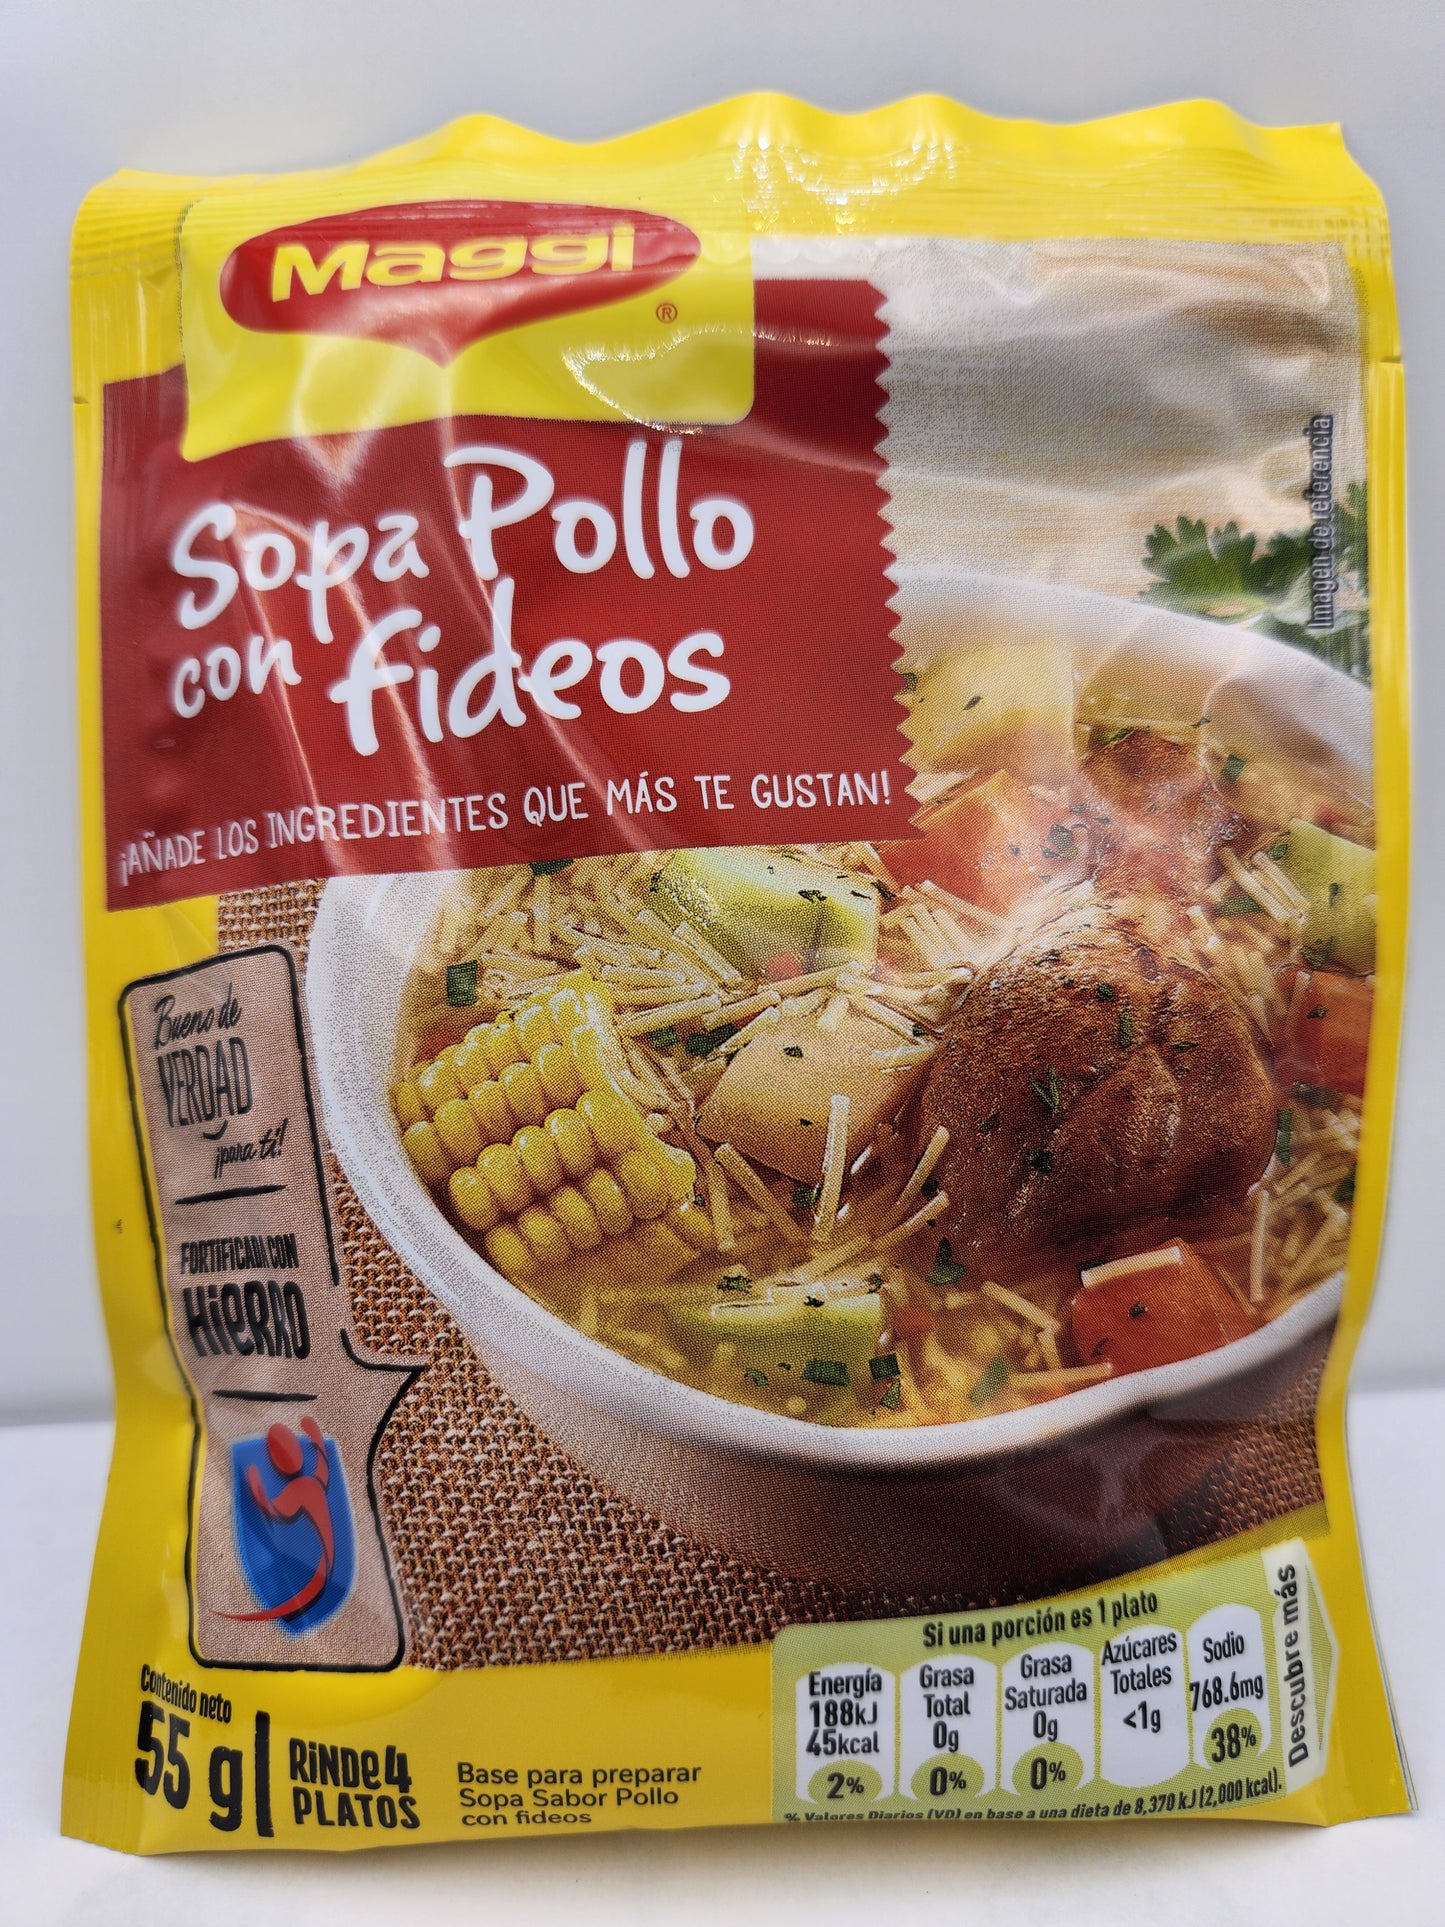 Maggi
®
Sopa Pollo
con fideos
¡AÑADE LOS INGREDIENTES QUE MÁS TE GUSTAN!
Imagen de referencia
Bueno de
VERDAD
¡para ti!
FORTIFICADA CON
HIERRO
Contenido neto
55 g
RINDE 4
PLATOS
Base para preparar
Sopa Sabor Pollo
con fideos
Si una porción es 1 plato
Energía
188kJ
45kcal
2%
Grasa
Total
0g
0%
Grasa
Saturada
0g
0%
Azúcares
Totales
<1g
Sodio
768.6mg
38%
Descubre más
% Valores Diarios (VD) en base a una dieta de 8,370 kJ (2,000 kcal).